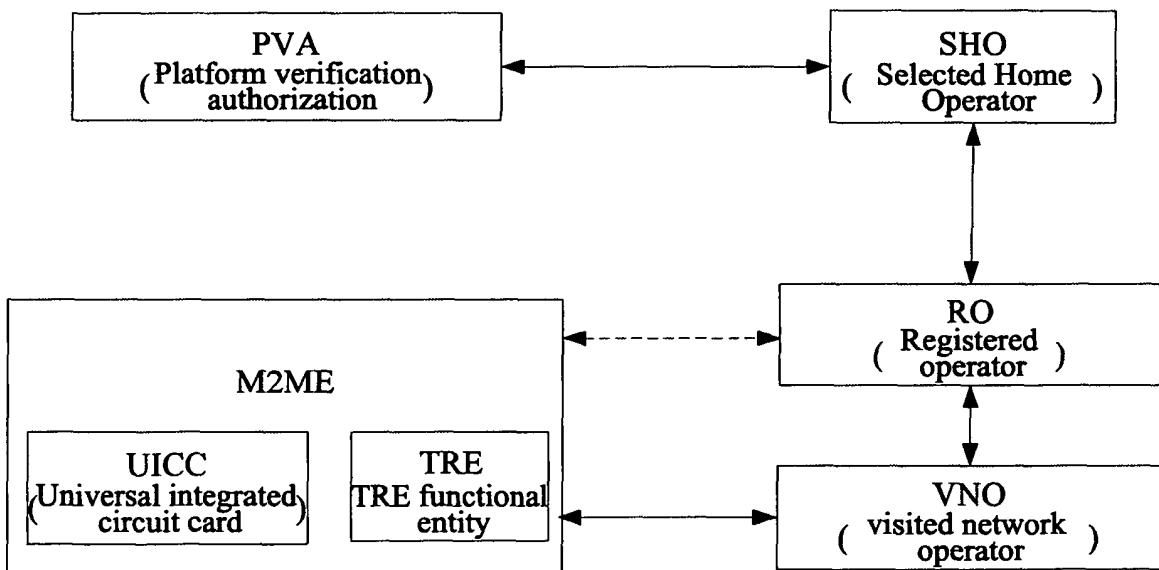 PVA
(Platform verification
authorization)
SHO
(Selected Home
Operator)
RO
(Registered
operator)
M2ME
UICC
(Universal integrated
circuit card)
TRE
TRE functional
entity
VNO
(visited network
operator)